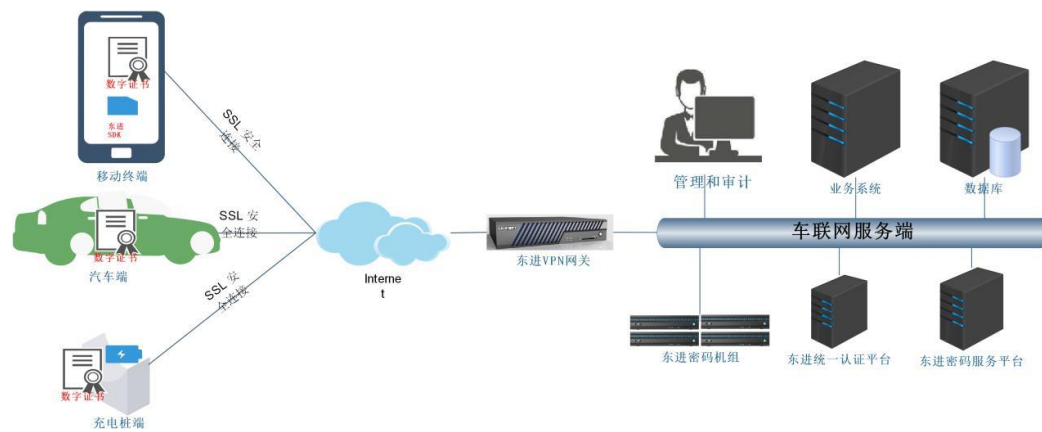 数字证书
东进
SDK
移动终端
SSL 安全
连接
数字证书
汽车端
SSL 安
全连接
数字证书
充电桩端
SSL 安
全连接
Interne
t
东进VPN网关
管理和审计
业务系统
数据库
车联网服务端
东进密码机组
东进统一认证平台
东进密码服务平台